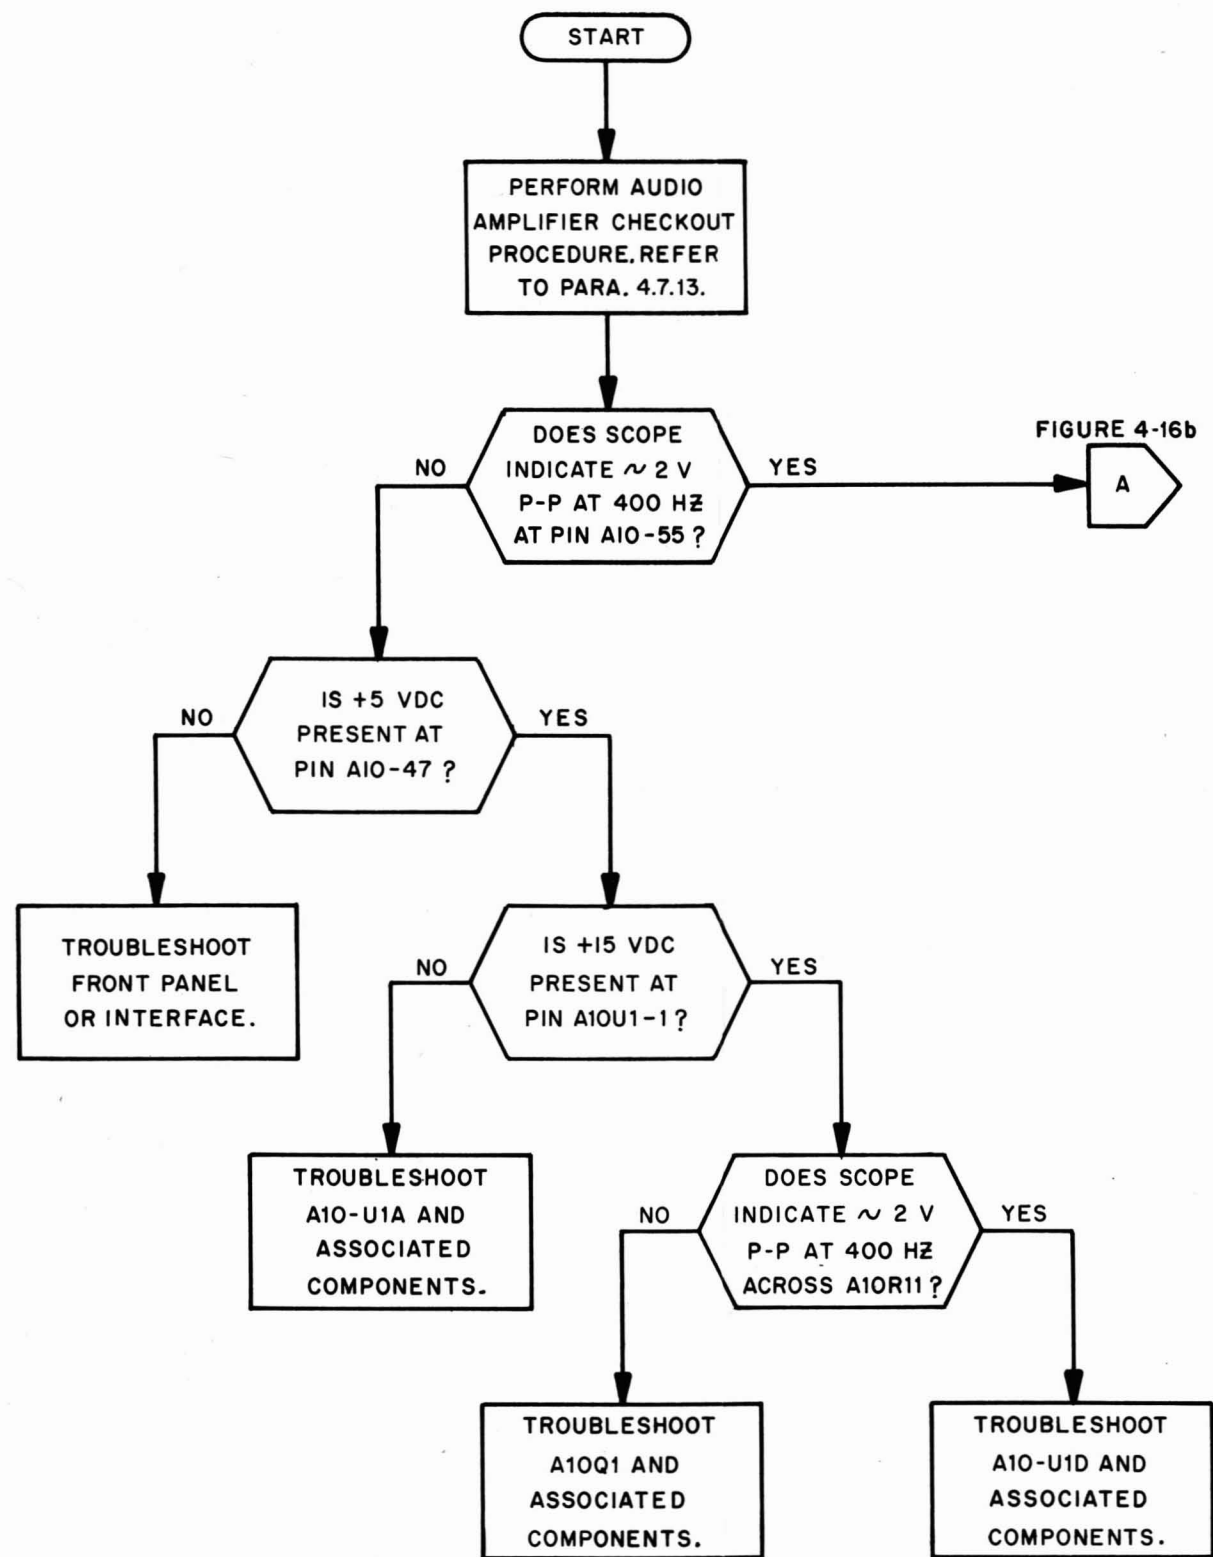 START
PERFORM AUDIO
AMPLIFIER CHECKOUT
PROCEDURE. REFER
TO PARA. 4.7.13.
DOES SCOPE
INDICATE ~ 2 V
P-P AT 400 HZ
AT PIN A10-55?
NO
YES
FIGURE 4-16b
A
IS +5 VDC
PRESENT AT
PIN A10-47?
NO
YES
TROUBLESHOOT
FRONT PANEL
OR INTERFACE.
IS +15 VDC
PRESENT AT
PIN A10U1-1?
NO
YES
TROUBLESHOOT
A10-U1A AND
ASSOCIATED
COMPONENTS.
DOES SCOPE
INDICATE ~ 2 V
P-P AT 400 HZ
ACROSS A10R11?
NO
YES
TROUBLESHOOT
A10Q1 AND
ASSOCIATED
COMPONENTS.
TROUBLESHOOT
A10-U1D AND
ASSOCIATED
COMPONENTS.